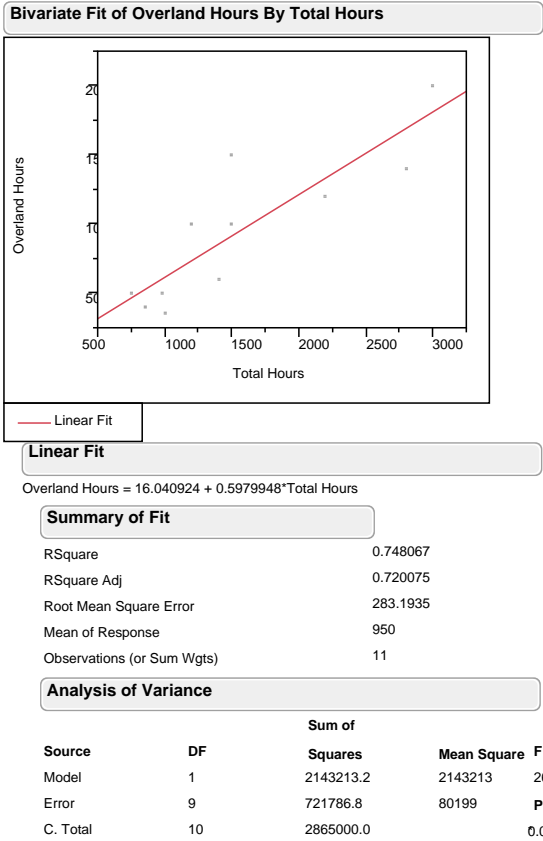 Bivariate Fit of Overland Hours By Total Hours
20
15
10
50
Overland Hours
500 1000 1500 2000 2500 3000
Total Hours
Linear Fit
Linear Fit
Overland Hours = 16.040924 + 0.5979948*Total Hours
Summary of Fit
RSquare 0.748067
RSquare Adj 0.720075
Root Mean Square Error 283.1935
Mean of Response 950
Observations (or Sum Wgts) 11
Analysis of Variance
Sum of
Source DF Squares Mean Square F
Model 1 2143213.2 2143213
Error 9 721786.8 80199 P
C. Total 10 2865000.0